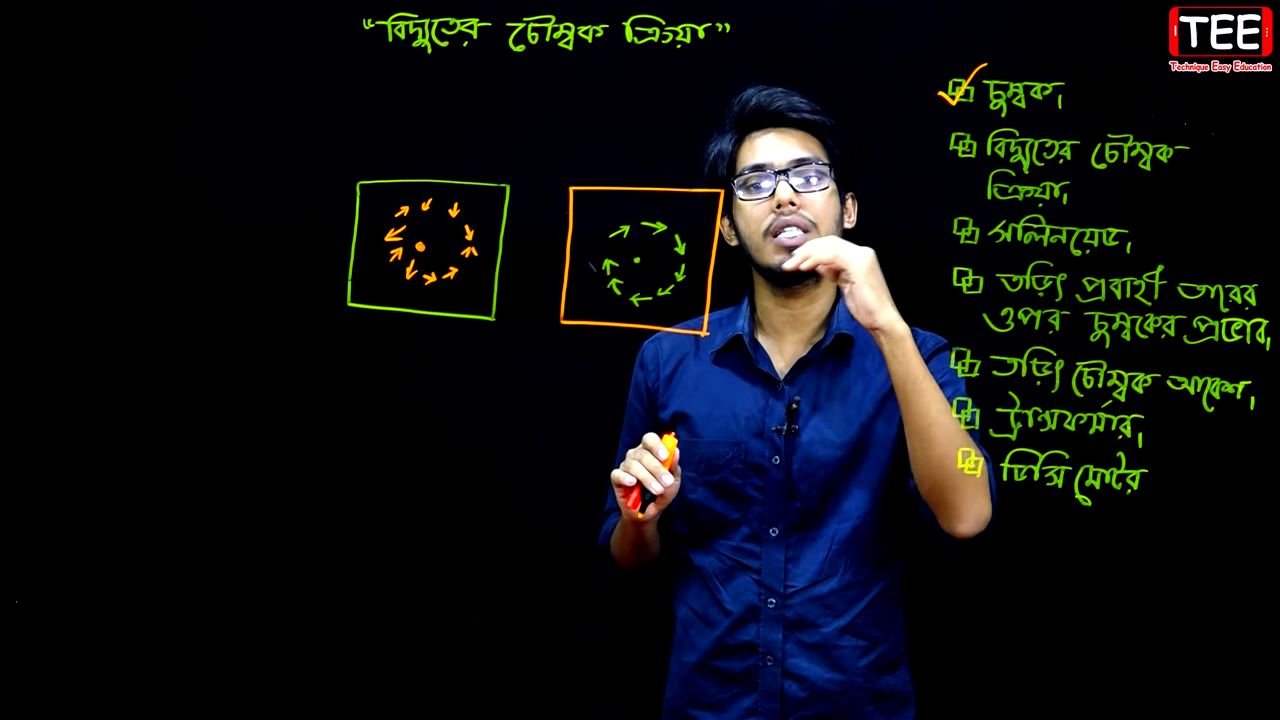 “বিদ্যুতের চৌম্বক ক্রিয়া”
TEE
Technique Easy Education
চুম্বক।
বিদ্যুতের চৌম্বক
ক্রিয়া।
সলিনয়েড।
তড়িৎ প্রবাহী তারের
ওপর চুম্বকের প্রভাব।
তড়িৎ চৌম্বক আবেশ।
ট্রান্সফর্মার।
ডিসি মোটর